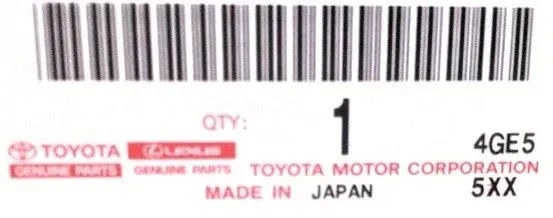 QTY: 1
4GE5
TOYOTA LEXUS
GENUINE PARTS GENUINE PARTS TOYOTA MOTOR CORPORATION
MADE IN JAPAN 5XX